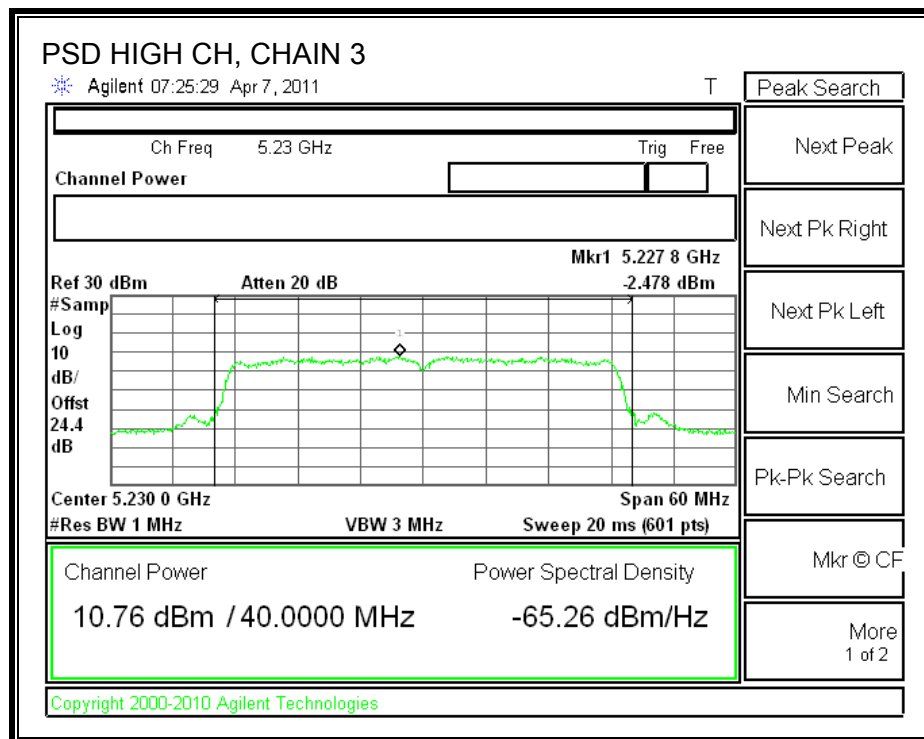 PSD HIGH CH, CHAIN 3
Agilent 07:25:29 Apr 7, 2011 T
Peak Search
Ch Freq 5.23 GHz Trig Free
Channel Power
Next Peak
Next Pk Right
Mkr1 5.227 8 GHz
Ref 30 dBm Atten 20 dB -2.478 dBm
#Samp
Log
10
dB/
Offst
24.4
dB
1
Next Pk Left
Min Search
Pk-Pk Search
Center 5.230 0 GHz Span 60 MHz
#Res BW 1 MHz VBW 3 MHz Sweep 20 ms (601 pts)
Channel Power Power Spectral Density
10.76 dBm / 40.0000 MHz -65.26 dBm/Hz
Mkr © CF
More
1 of 2
Copyright 2000-2010 Agilent Technologies